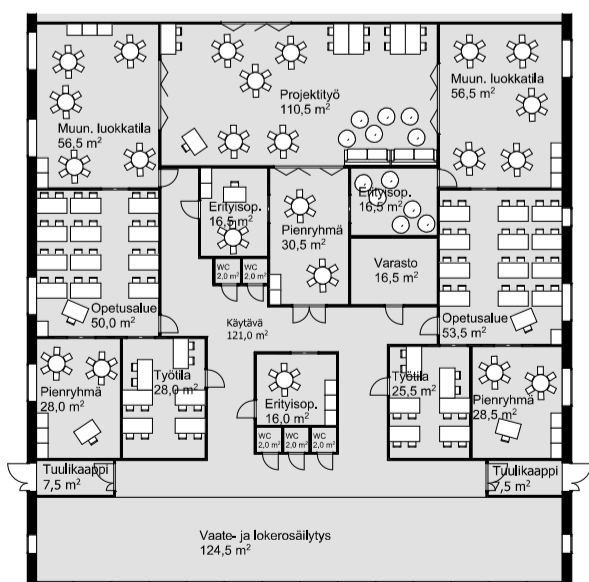 Muun. luokkatila
56,5 m²
Projektityö
110,5 m²
Muun. luokkatila
56,5 m²
Erityisop.
16,5 m²
Pienryhmä
30,5 m²
Erityisop.
16,5 m²
Varasto
16,5 m²
WC
2,0 m²
WC
2,0 m²
Opetusalue
50,0 m²
Käytävä
121,0 m²
Opetusalue
53,5 m²
Pienryhmä
28,0 m²
Työtila
28,0 m²
Erityisop.
16,0 m²
Työtila
25,5 m²
Pienryhmä
28,5 m²
WC
2,0 m²
WC
2,0 m²
WC
2,0 m²
Tuulikaappi
7,5 m²
Tuulikaappi
7,5 m²
Vaate- ja lokerosäilytys
124,5 m²